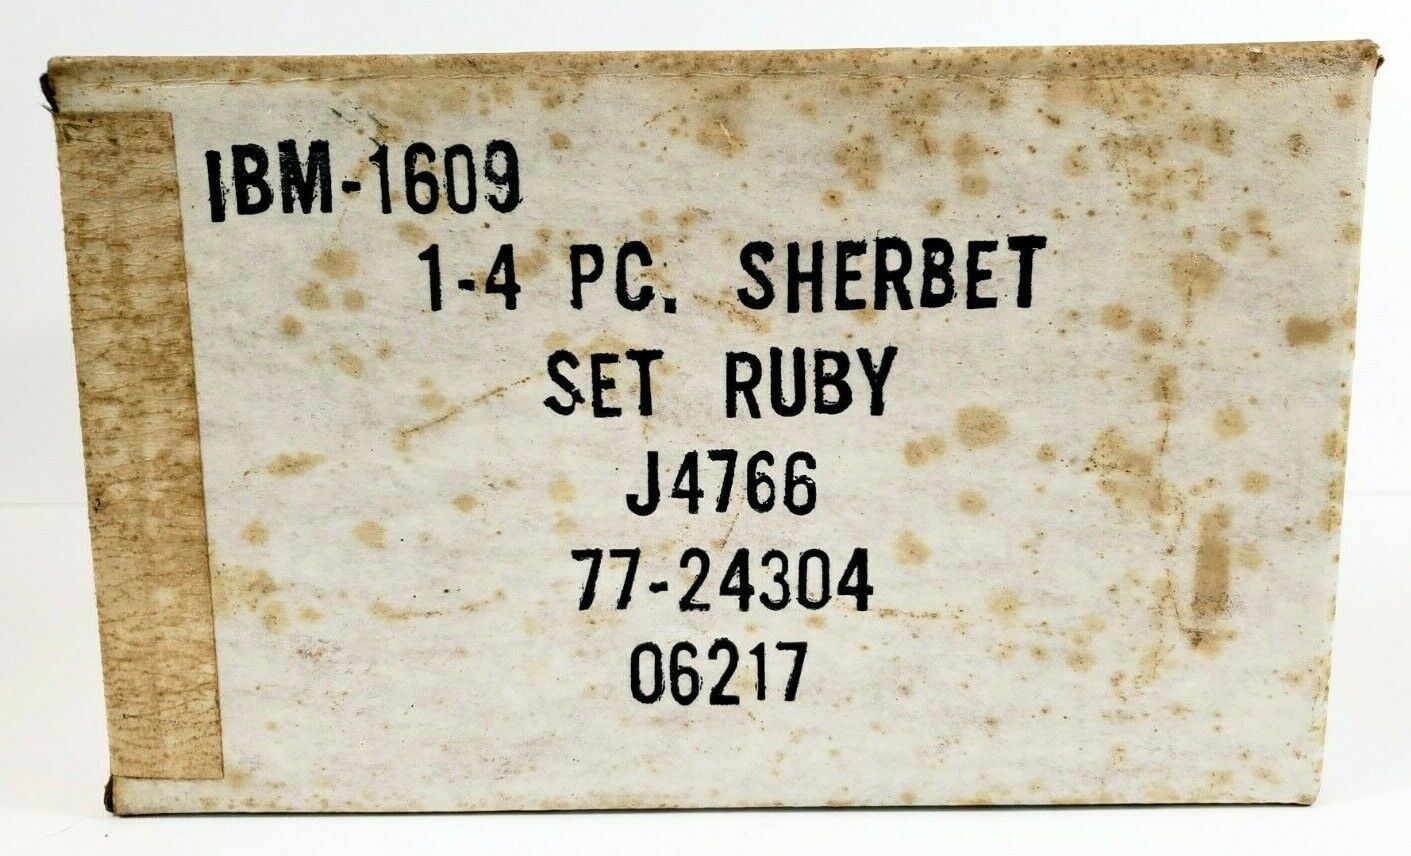 IBM-1609
1-4 PC. SHERBET
SET RUBY
J4766
77-24304
06217